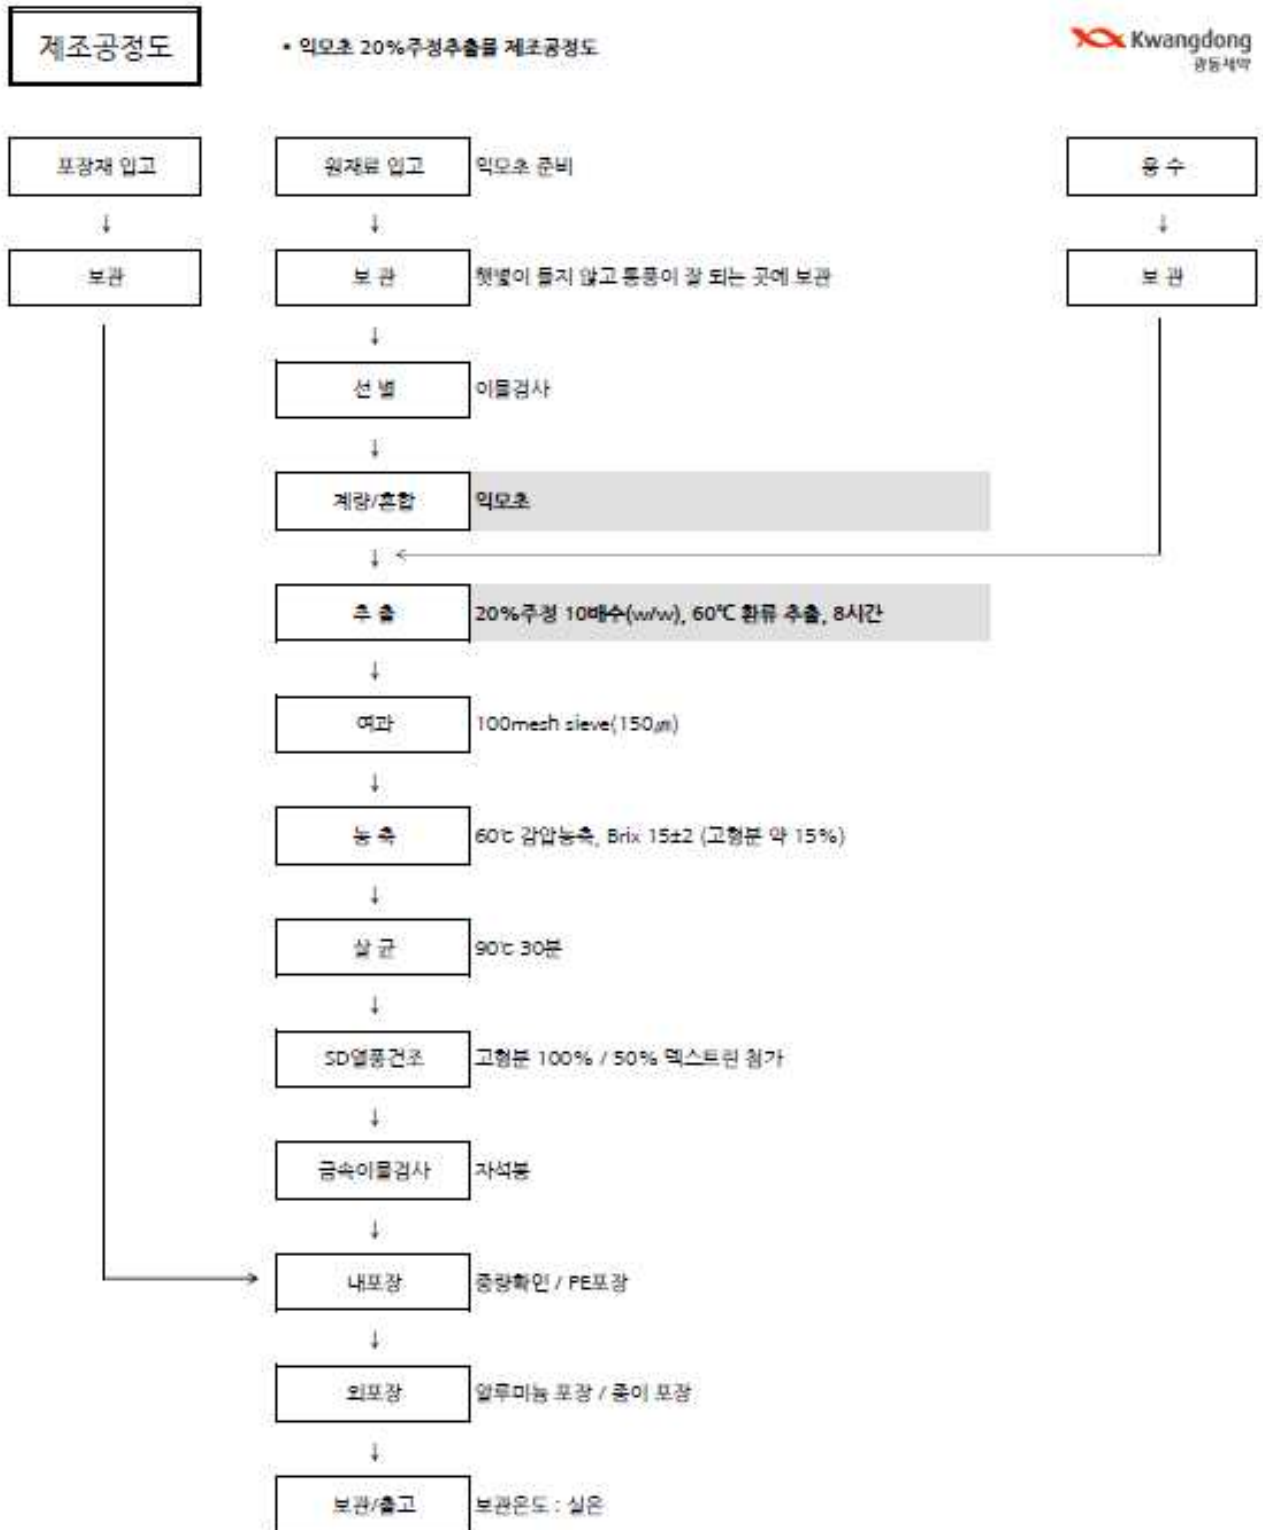 제조공정도
• 익모초 20%주정추출물 제조공정도
Kwangdong
광동제약
포장재 입고
원재료 입고 익모초 준비
용 수
↓ ↓ ↓
보관
보 관 햇볕이 들지 않고 통풍이 잘 되는 곳에 보관
보 관
↓
선 별 이물검사
↓
계량/혼합 익모초
↓
추 출 20%주정 10배수(w/w), 60℃ 환류 추출, 8시간
↓
여과 100mesh sieve(150㎛)
↓
농 축 60℃ 감압농축, Brix 15±2 (고형분 약 15%)
↓
살 균 90℃ 30분
↓
SD열풍건조 고형분 100% / 50% 덱스트린 첨가
↓
금속이물검사 자석봉
↓
내포장 중량확인 / PE포장
↓
외포장 알루미늄 포장 / 종이 포장
↓
보관/출고 보관온도 : 실온